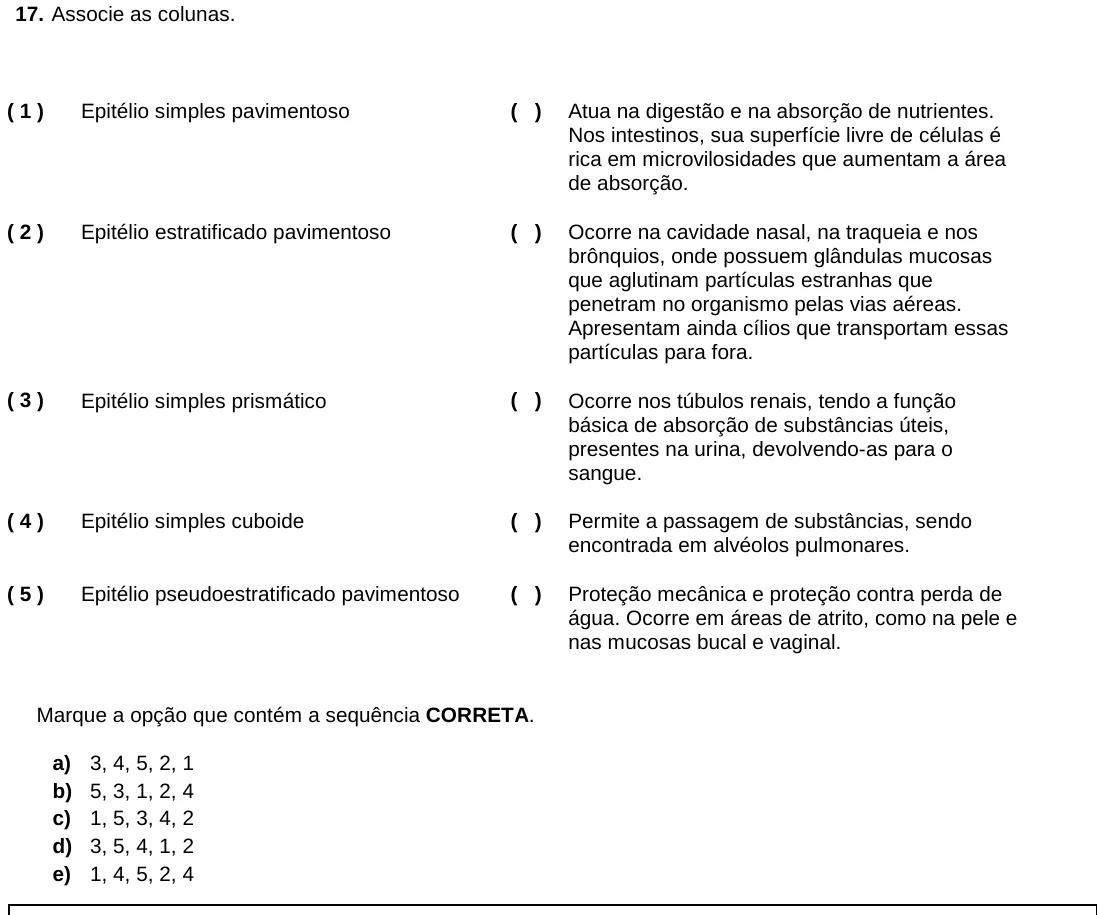 17. Associe as colunas.
( 1 ) Epitélio simples pavimentoso ( ) Atua na digestão e na absorção de nutrientes.
Nos intestinos, sua superfície livre de células é
rica em microvilosidades que aumentam a área
de absorção.
( 2 ) Epitélio estratificado pavimentoso ( ) Ocorre na cavidade nasal, na traqueia e nos
brônquios, onde possuem glândulas mucosas
que aglutinam partículas estranhas que
penetram no organismo pelas vias aéreas.
Apresentam ainda cílios que transportam essas
partículas para fora.
( 3 ) Epitélio simples prismático ( ) Ocorre nos túbulos renais, tendo a função
básica de absorção de substâncias úteis,
presentes na urina, devolvendo-as para o
sangue.
( 4 ) Epitélio simples cuboide ( ) Permite a passagem de substâncias, sendo
encontrada em alvéolos pulmonares.
( 5 ) Epitélio pseudoestratificado pavimentoso ( ) Proteção mecânica e proteção contra perda de
água. Ocorre em áreas de atrito, como na pele e
nas mucosas bucal e vaginal.
Marque a opção que contém a sequência CORRETA.
a) 3, 4, 5, 2, 1
b) 5, 3, 1, 2, 4
c) 1, 5, 3, 4, 2
d) 3, 5, 4, 1, 2
e) 1, 4, 5, 2, 4